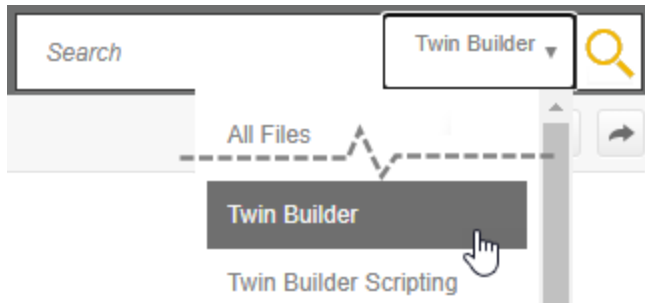 Search
Twin Builder
All Files
Twin Builder
Twin Builder Scripting